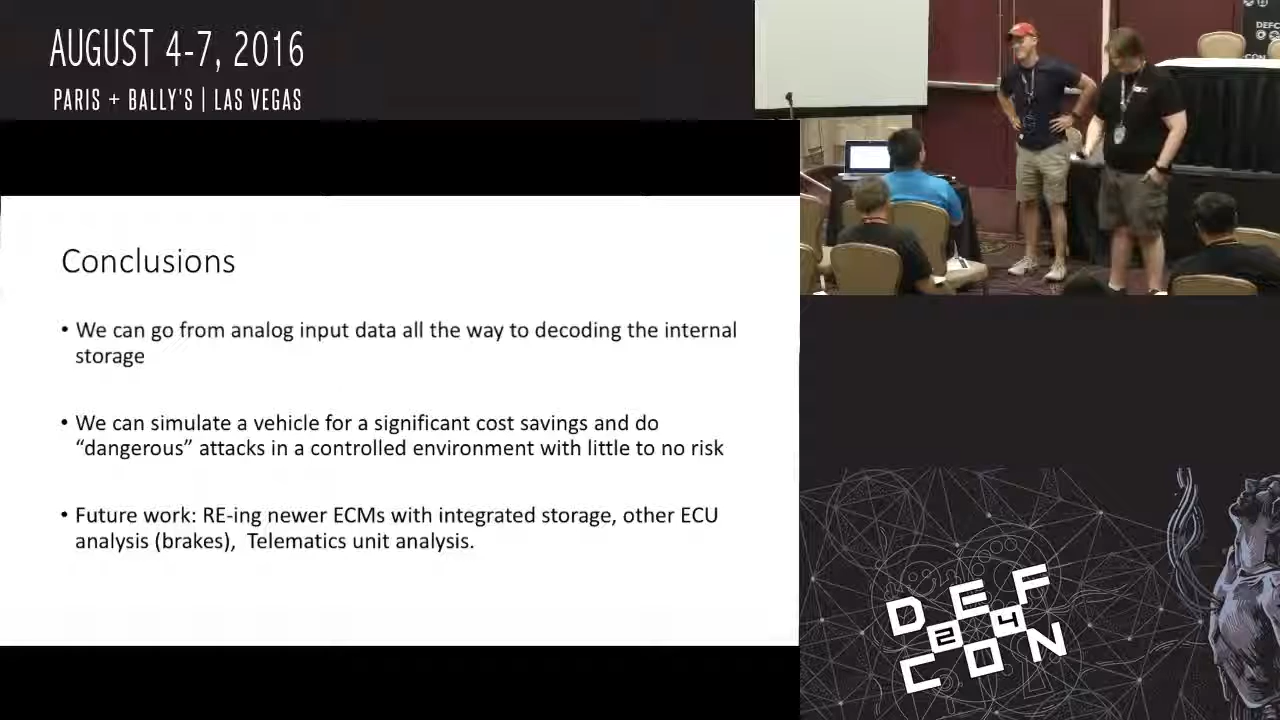 AUGUST 4-7, 2016
PARIS + BALLY'S | LAS VEGAS
Conclusions
• We can go from analog input data all the way to decoding the internal
storage
• We can simulate a vehicle for a significant cost savings and do
“dangerous” attacks in a controlled environment with little to no risk
• Future work: RE-ing newer ECMs with integrated storage, other ECU
analysis (brakes),  Telematics unit analysis.
DEFC
CON
DEF
24
CON